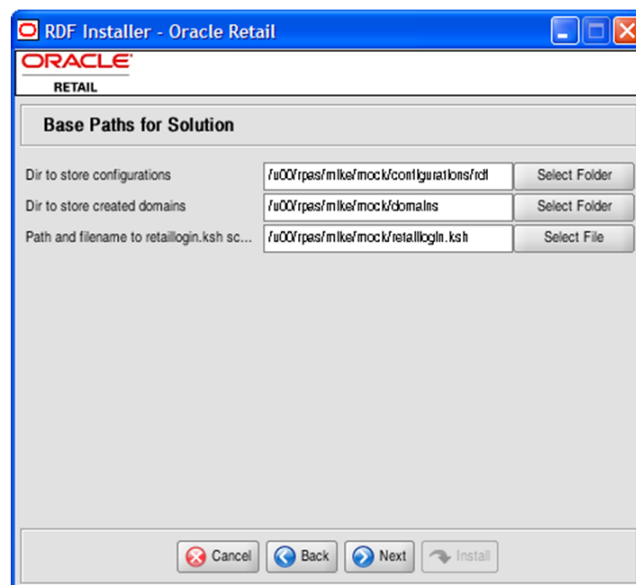 RDF Installer - Oracle Retail
ORACLE
RETAIL
Base Paths for Solution
Dir to store configurations /u00/rpas/mike/mock/configurations/rdf Select Folder
Dir to store created domains /u00/rpas/mike/mock/domains Select Folder
Path and filename to retaillogin.ksh sc... /u00/rpas/mike/mock/retaillogin.ksh Select File
Cancel Back Next Install